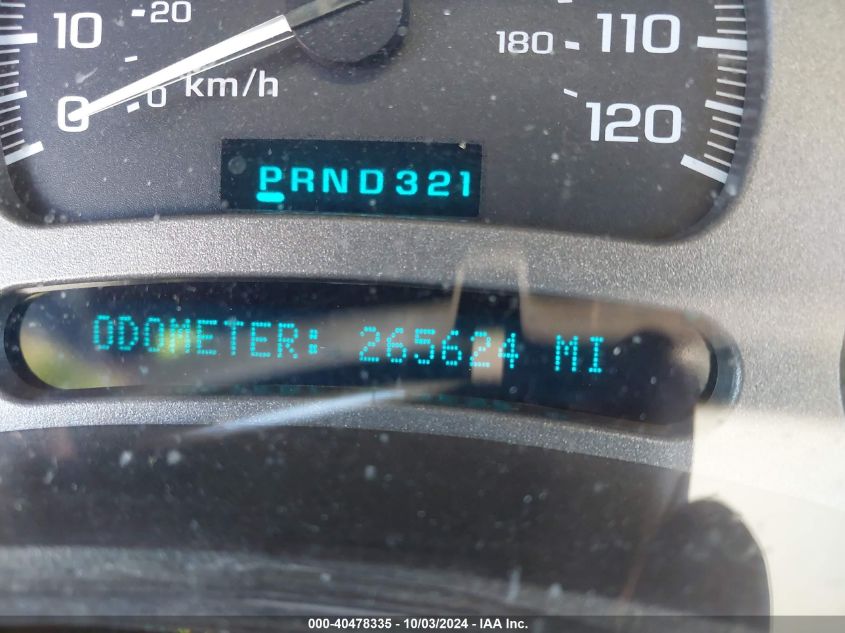 10 20 180 110
0 0 km/h 120
PRND321
ODOMETER: 265624 MI
000-40478335 - 10/03/2024 - IAA Inc.